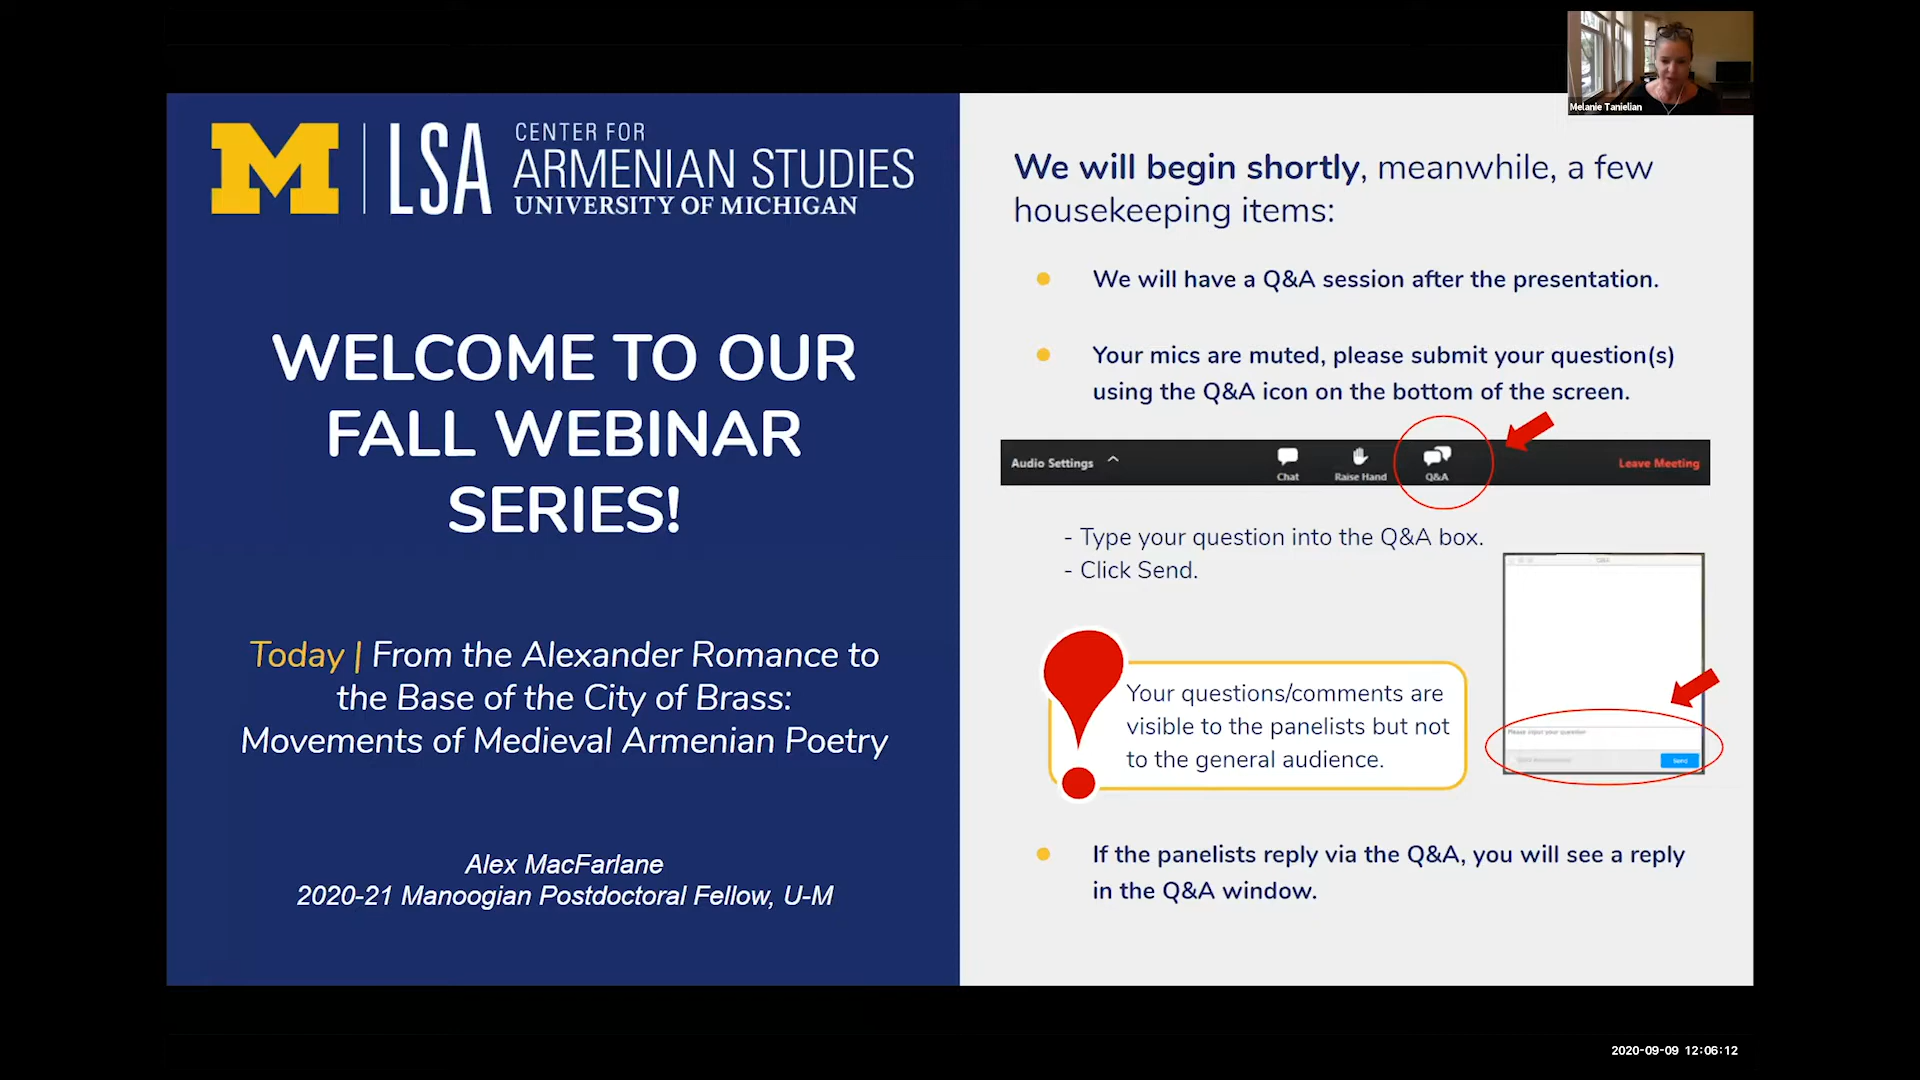 Melanie Tanielian
M
LSA
CENTER FOR
ARMENIAN STUDIES
UNIVERSITY OF MICHIGAN
WELCOME TO OUR
FALL WEBINAR
SERIES!
Today | From the Alexander Romance to
the Base of the City of Brass:
Movements of Medieval Armenian Poetry
Alex MacFarlane
2020-21 Manoogian Postdoctoral Fellow, U-M
We will begin shortly, meanwhile, a few
housekeeping items:
We will have a Q&A session after the presentation.
Your mics are muted, please submit your question(s)
using the Q&A icon on the bottom of the screen.
Audio Settings
Chat
Raise Hand
Q&A
Leave Meeting
- Type your question into the Q&A box.
- Click Send.
Q&A
Please input your question
Send
Your questions/comments are
visible to the panelists but not
to the general audience.
If the panelists reply via the Q&A, you will see a reply
in the Q&A window.
2020-09-09 12:06:12